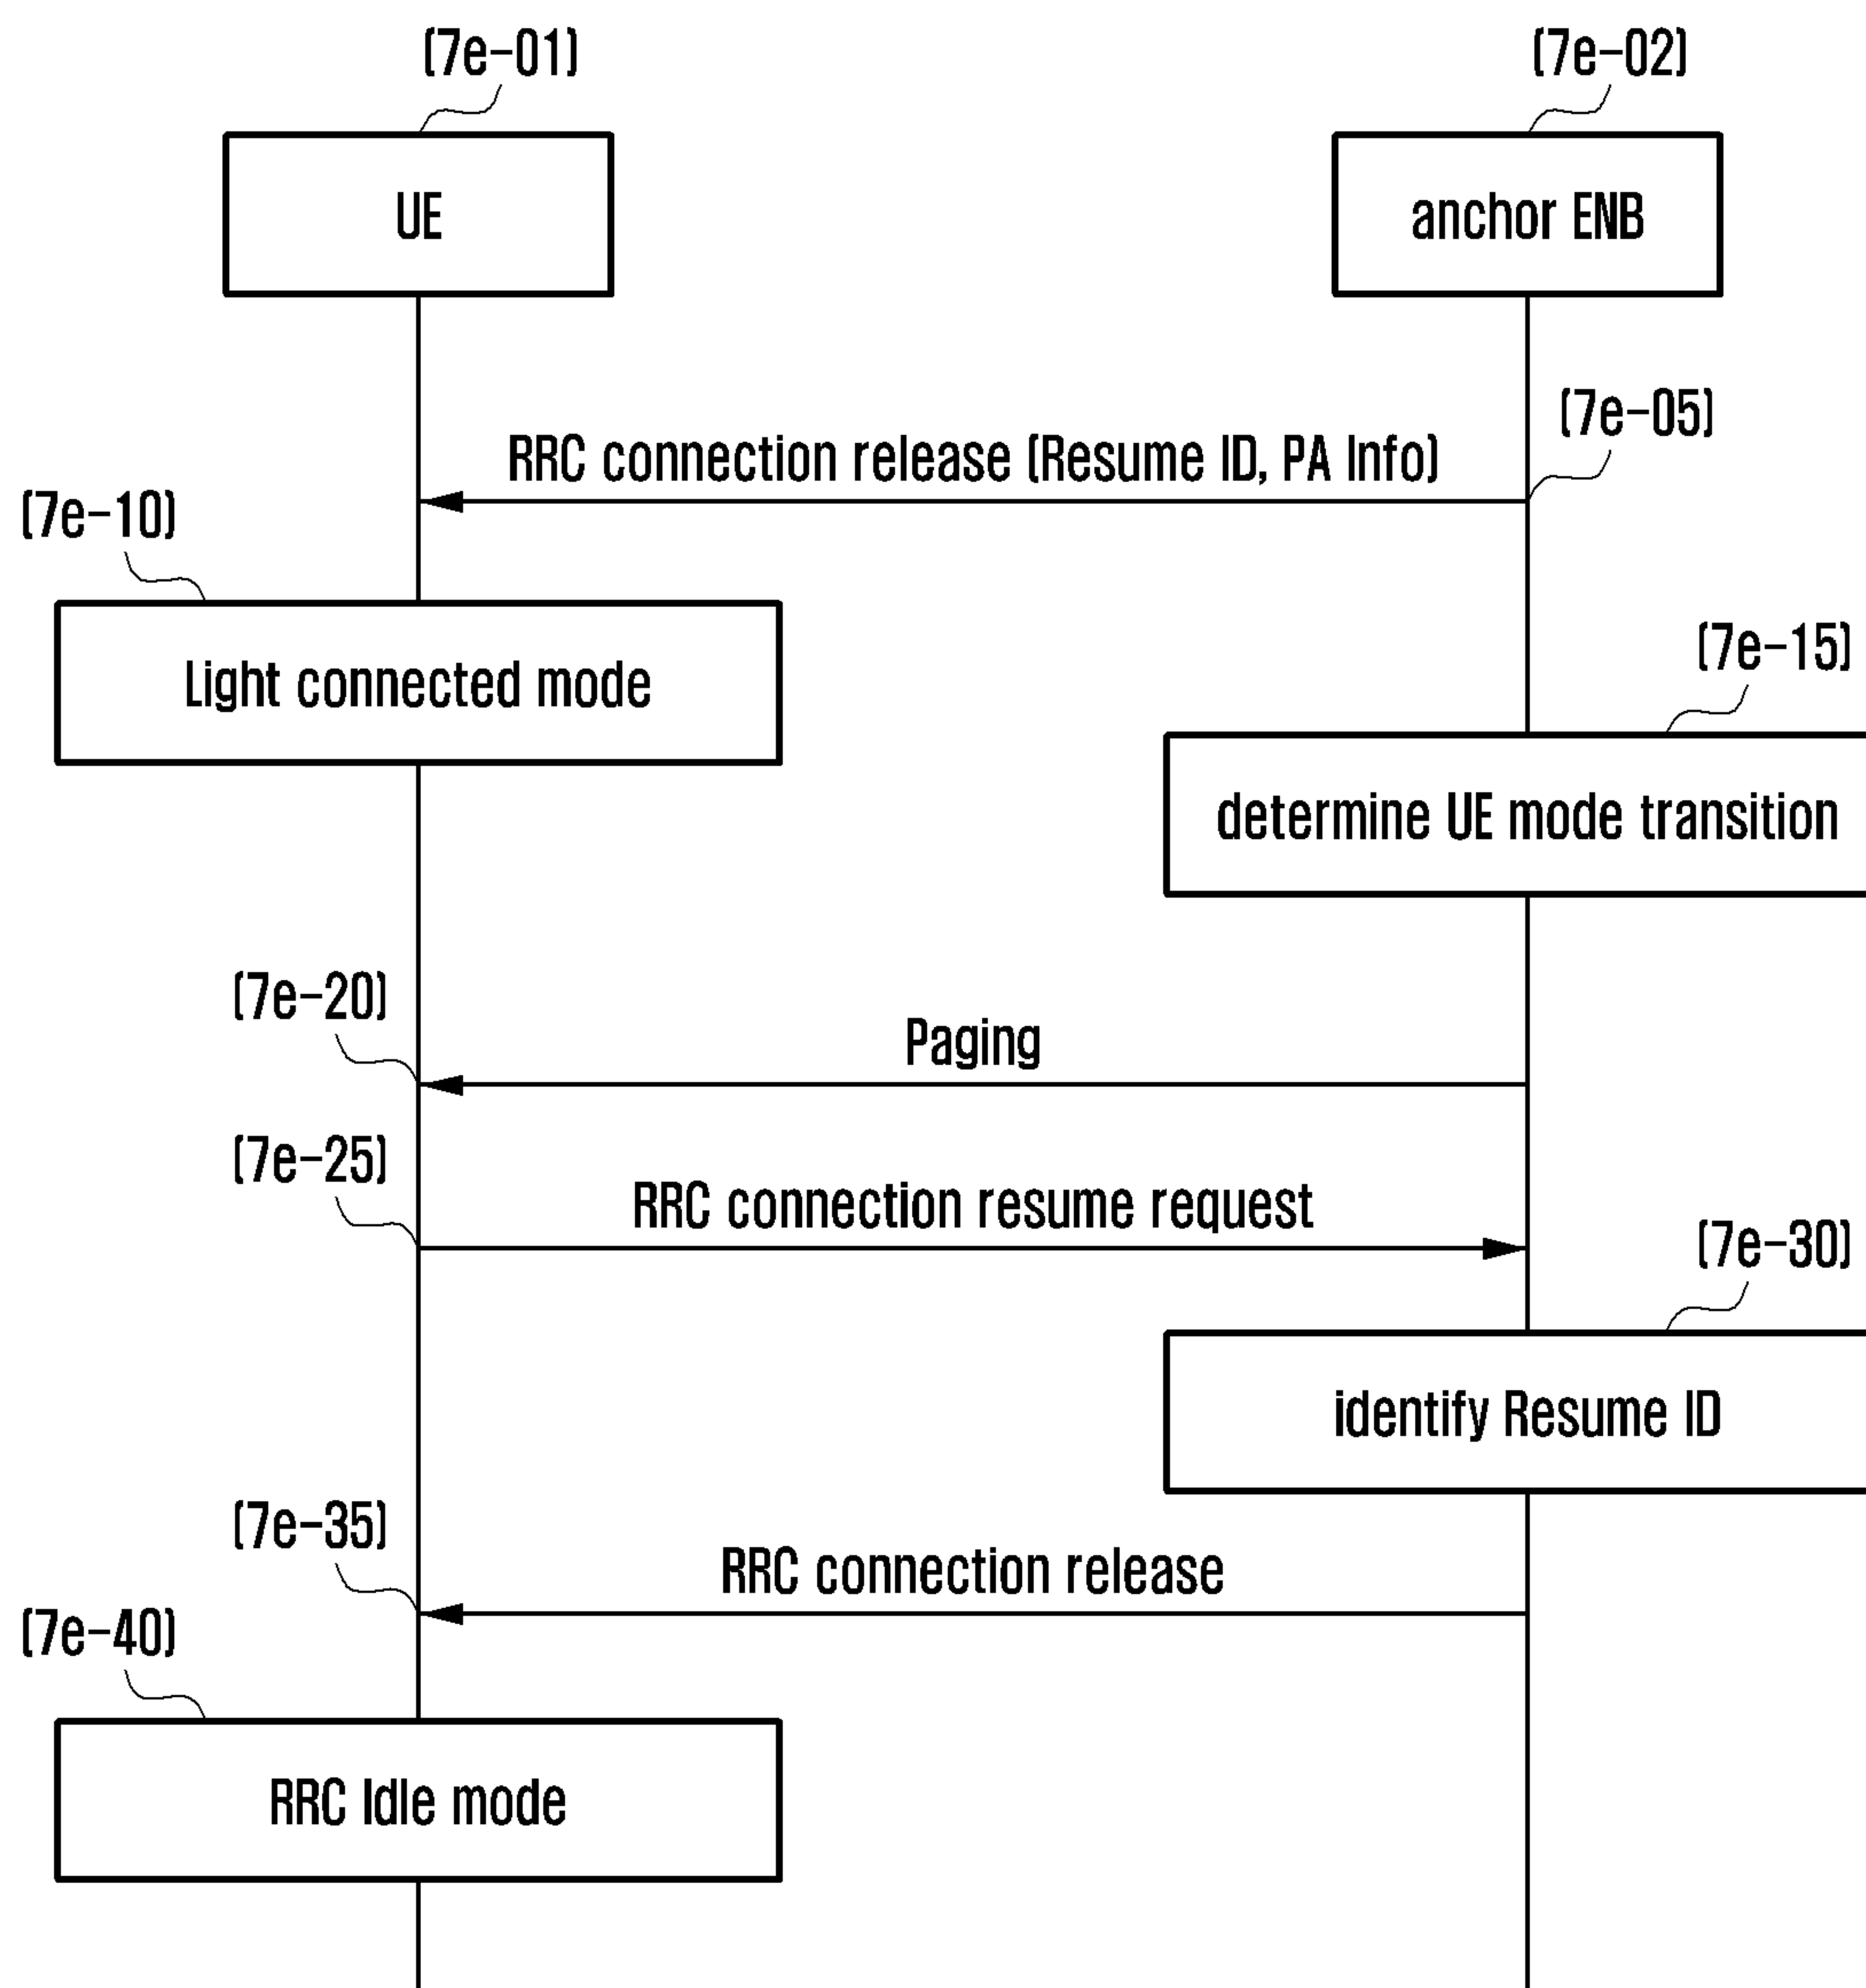 (7e-01)
(7e-02)
UE
anchor ENB
(7e-05)
RRC connection release (Resume ID, PA Info)
(7e-10)
Light connected mode
(7e-15)
determine UE mode transition
(7e-20)
Paging
(7e-25)
RRC connection resume request
(7e-30)
identify Resume ID
(7e-35)
RRC connection release
(7e-40)
RRC Idle mode